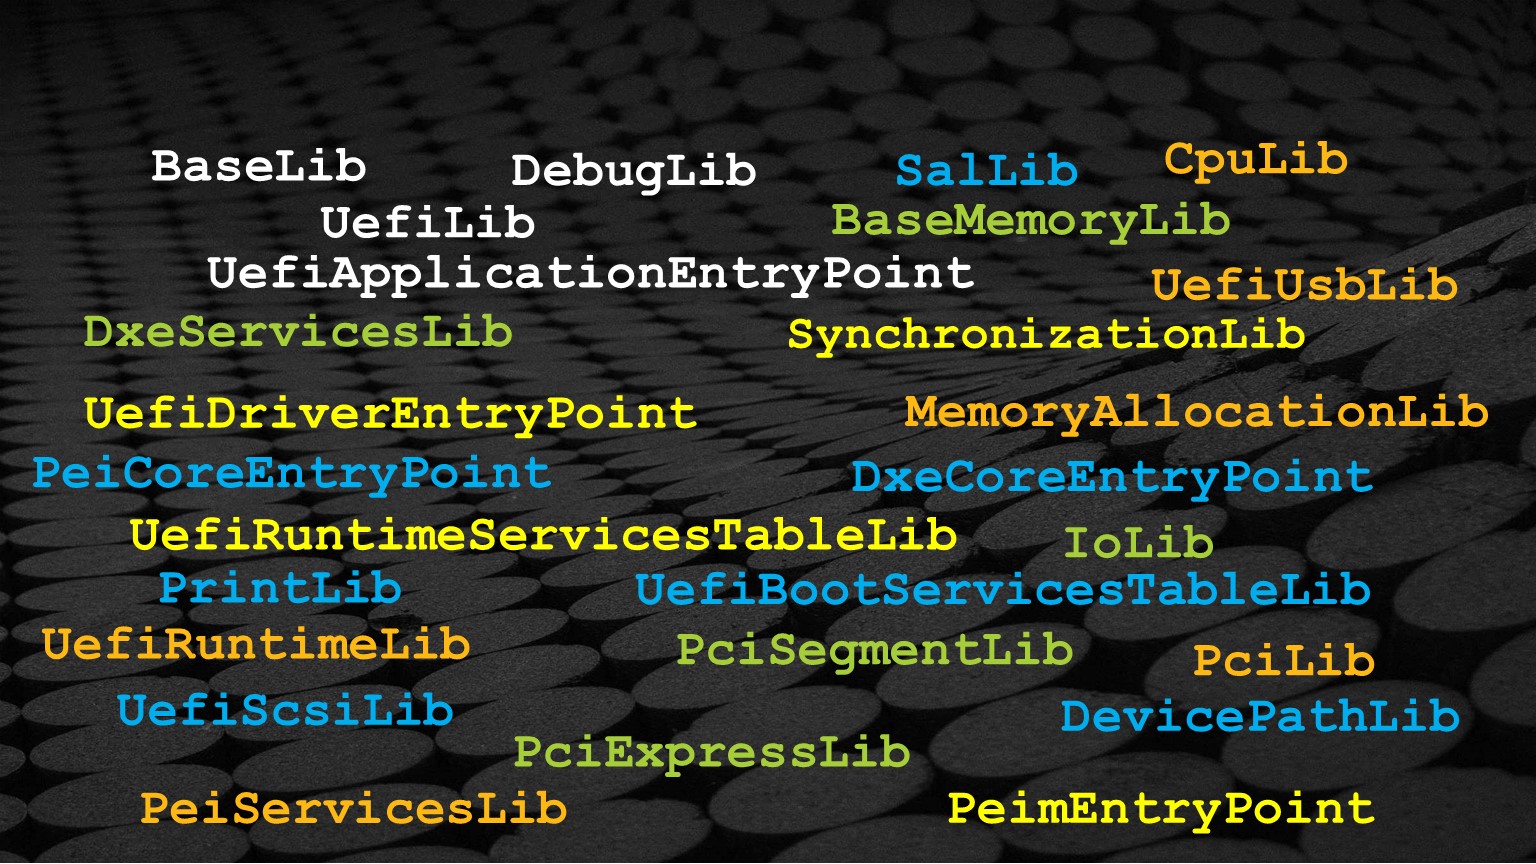 BaseLib
DebugLib
SalLib
CpuLib
UefiLib
BaseMemoryLib
UefiApplicationEntryPoint
UefiUsbLib
DxeServicesLib
SynchronizationLib
UefiDriverEntryPoint
MemoryAllocationLib
PeiCoreEntryPoint
DxeCoreEntryPoint
UefiRuntimeServicesTableLib
IoLib
PrintLib
UefiBootServicesTableLib
UefiRuntimeLib
PciSegmentLib
PciLib
UefiScsiLib
DevicePathLib
PciExpressLib
PeiServicesLib
PeimEntryPoint